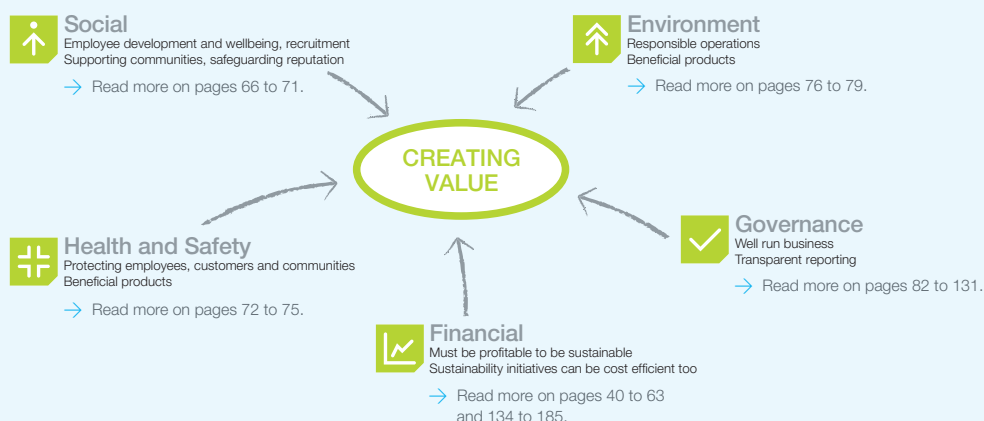 Social
Employee development and wellbeing, recruitment
Supporting communities, safeguarding reputation
Read more on pages 66 to 71.
Environment
Responsible operations
Beneficial products
Read more on pages 76 to 79.
CREATING
VALUE
Health and Safety
Protecting employees, customers and communities
Beneficial products
Read more on pages 72 to 75.
Governance
Well run business
Transparent reporting
Read more on pages 82 to 131.
Financial
Must be profitable to be sustainable
Sustainability initiatives can be cost efficient too
Read more on pages 40 to 63
and 134 to 185.